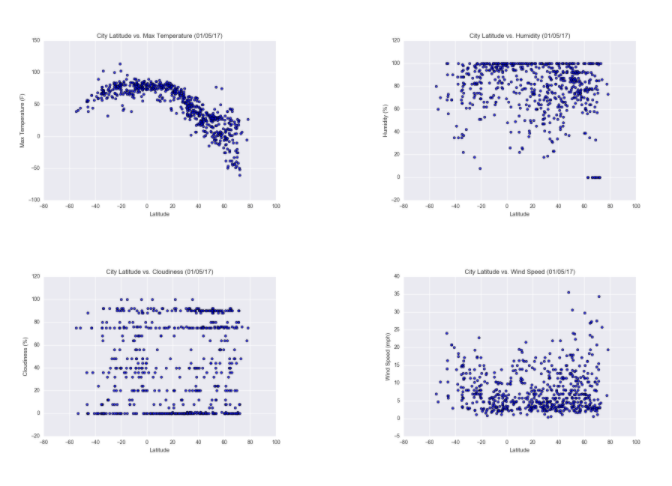 City Latitude vs. Max Temperature (01/05/17)
150
100
50
0
−50
−100
Max Temperature (F)
−60 −40 −20 0 20 40 60 80 100
Latitude
City Latitude vs. Humidity (01/05/17)
120
100
80
60
40
20
0
−20
Humidity (%)
−80 −60 −40 −20 0 20 40 60 80 100
Latitude
City Latitude vs. Cloudiness (01/05/17)
120
100
80
60
40
20
0
−20
Cloudiness (%)
−80 −60 −40 −20 0 20 40 60 80 100
Latitude
City Latitude vs. Wind Speed (01/05/17)
40
35
30
25
20
15
10
5
0
−5
Wind Speed (mph)
−80 −60 −40 −20 0 20 40 60 80 100
Latitude